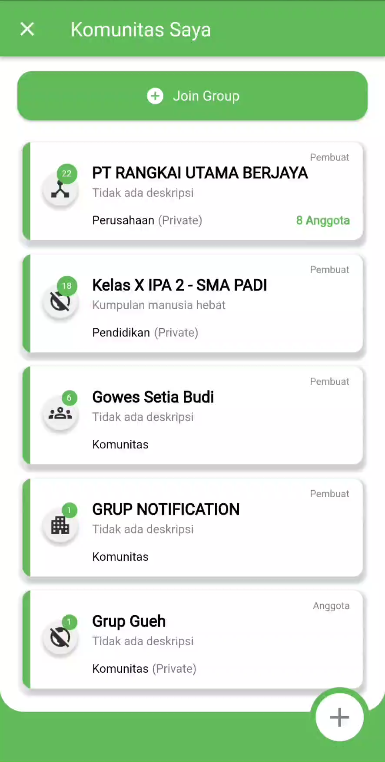 Komunitas Saya
Join Group
Pembuat
22
PT RANGKAI UTAMA BERJAYA
Tidak ada deskripsi
Perusahaan (Private) 8 Anggota
Pembuat
18
Kelas X IPA 2 - SMA PADI
Kumpulan manusia hebat
Pendidikan (Private)
Pembuat
6
Gowes Setia Budi
Tidak ada deskripsi
Komunitas
Pembuat
1
GRUP NOTIFICATION
Tidak ada deskripsi
Komunitas
Anggota
1
Grup Gueh
Tidak ada deskripsi
Komunitas (Private)